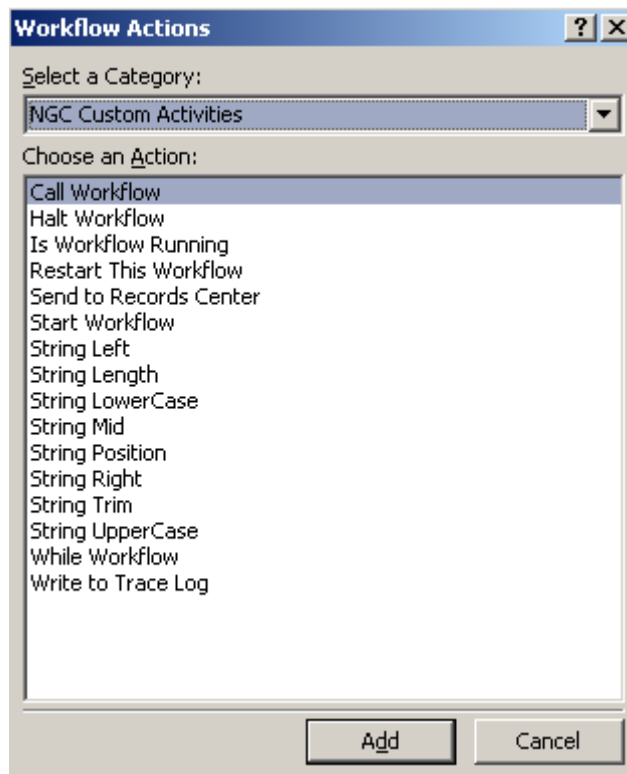 Workflow Actions
Select a Category:
NGC Custom Activities
Choose an Action:
Call Workflow
Halt Workflow
Is Workflow Running
Restart This Workflow
Send to Records Center
Start Workflow
String Left
String Length
String LowerCase
String Mid
String Position
String Right
String Trim
String UpperCase
While Workflow
Write to Trace Log
Add Cancel